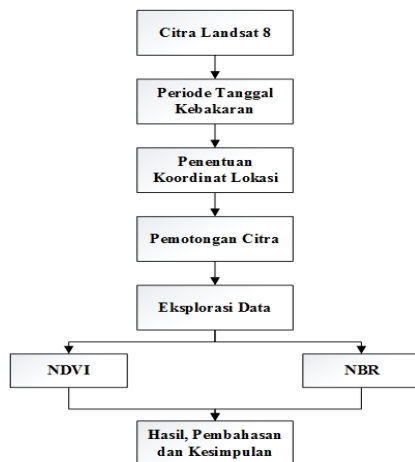 Citra Landsat 8
Periode Tanggal
Kebakaran
Penentuan
Koordinat Lokasi
Pemotongan Citra
Eksplorasi Data
NDVI
NBR
Hasil, Pembahasan
dan Kesimpulan